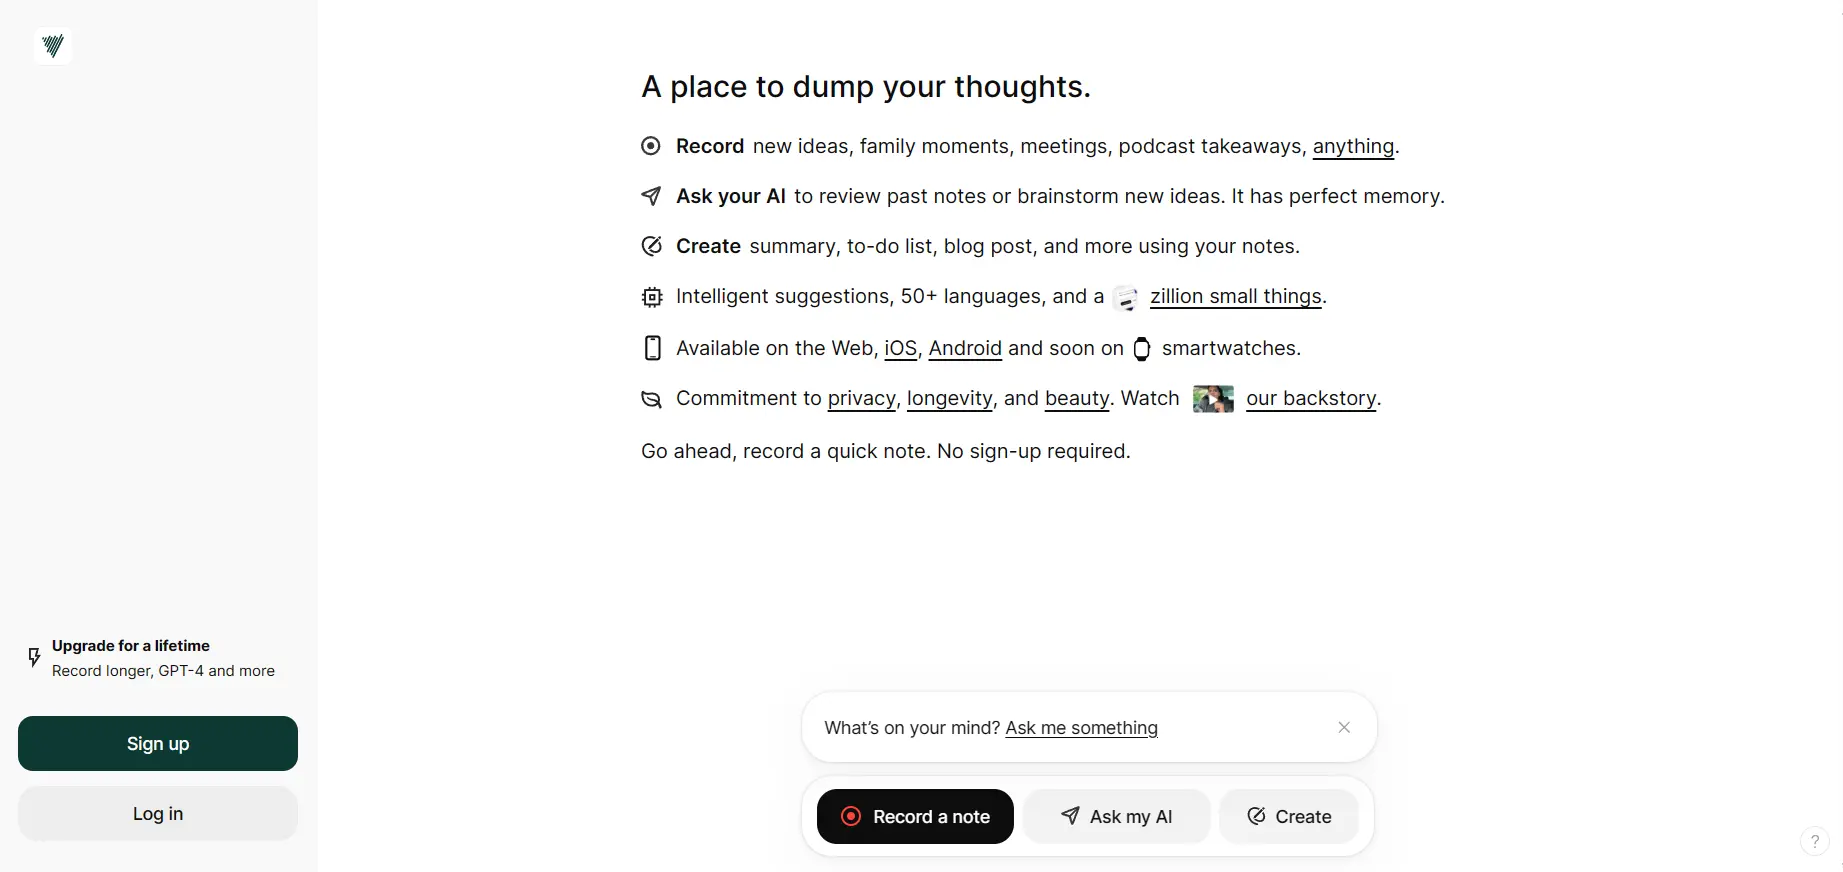 A place to dump your thoughts.
Record new ideas, family moments, meetings, podcast takeaways, anything.
Ask your AI to review past notes or brainstorm new ideas. It has perfect memory.
Create summary, to-do list, blog post, and more using your notes.
Intelligent suggestions, 50+ languages, and a zillion small things.
Available on the Web, iOS, Android and soon on smartwatches.
Commitment to privacy, longevity, and beauty. Watch our backstory.
Go ahead, record a quick note. No sign-up required.
Upgrade for a lifetime
Record longer, GPT-4 and more
Sign up
Log in
What’s on your mind? Ask me something
Record a note
Ask my AI
Create
?